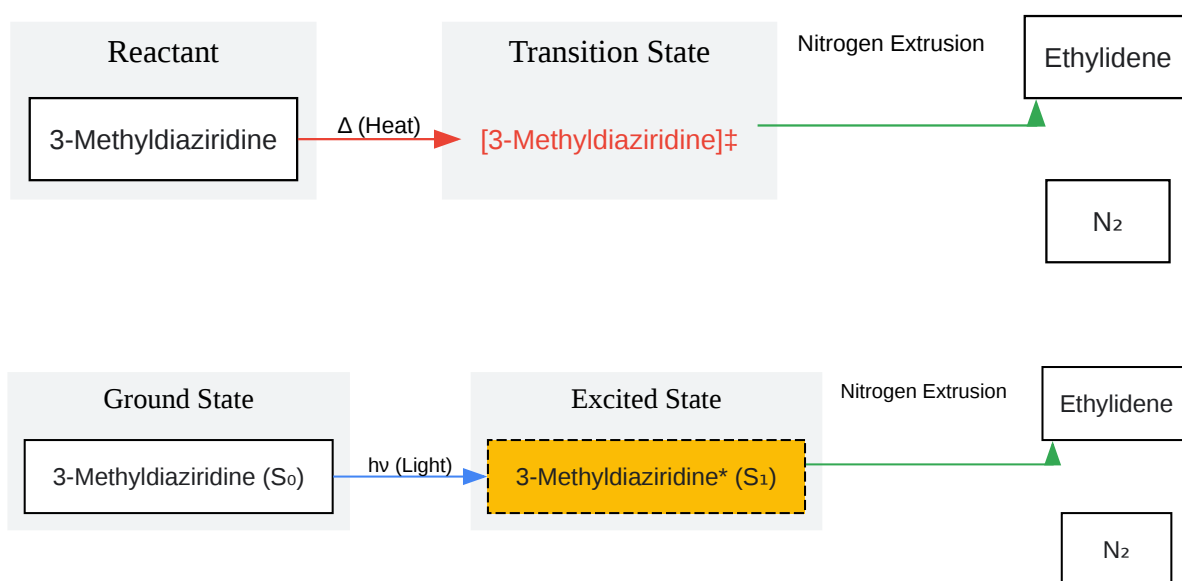 Reactant
3-Methyldiaziridine
Δ (Heat)
Transition State
[3-Methyldiaziridine]‡
Nitrogen Extrusion
Ethylidene
N₂
Ground State
3-Methyldiaziridine (S₀)
hν (Light)
Excited State
3-Methyldiaziridine* (S₁)
Nitrogen Extrusion
Ethylidene
N₂